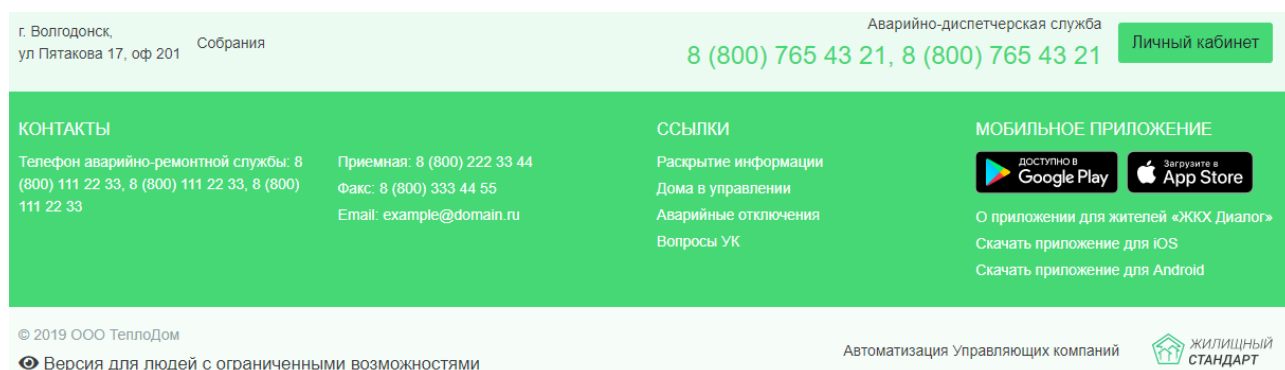 г. Волгодонск,
ул Пятакова 17, оф 201
Собрания
Аварийно-диспетчерская служба
8 (800) 765 43 21, 8 (800) 765 43 21
Личный кабинет
КОНТАКТЫ
Телефон аварийно-ремонтной службы: 8
(800) 111 22 33, 8 (800) 111 22 33, 8 (800)
111 22 33
Приемная: 8 (800) 222 33 44
Факс: 8 (800) 333 44 55
Email: example@domain.ru
ССЫЛКИ
Раскрытие информации
Дома в управлении
Аварийные отключения
Вопросы УК
МОБИЛЬНОЕ ПРИЛОЖЕНИЕ
ДОСТУПНО В
Google Play
Загрузите в
App Store
О приложении для жителей «ЖКХ Диалог»
Скачать приложение для iOS
Скачать приложение для Android
© 2019 ООО ТеплоДом
Версия для людей с ограниченными возможностями
Автоматизация Управляющих компаний
ЖИЛИЩНЫЙ
СТАНДАРТ